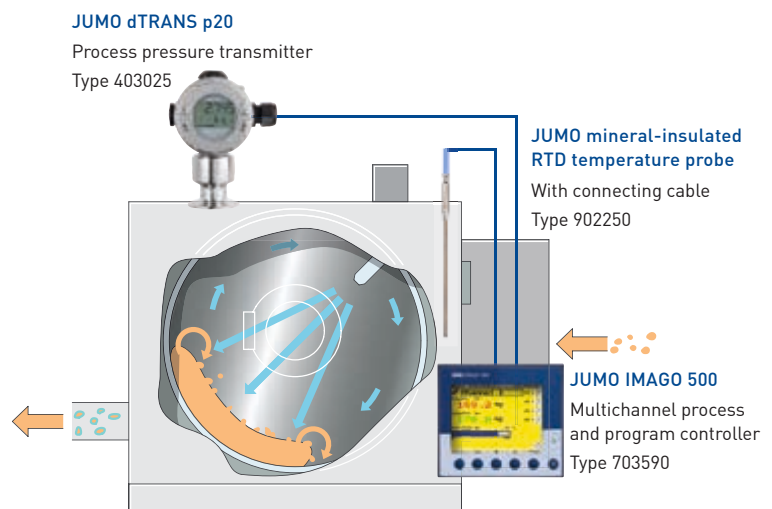 JUMO dTRANS p20
Process pressure transmitter
Type 403025
JUMO mineral-insulated
RTD temperature probe
With connecting cable
Type 902250
JUMO IMAGO 500
Multichannel process
and program controller
Type 703590